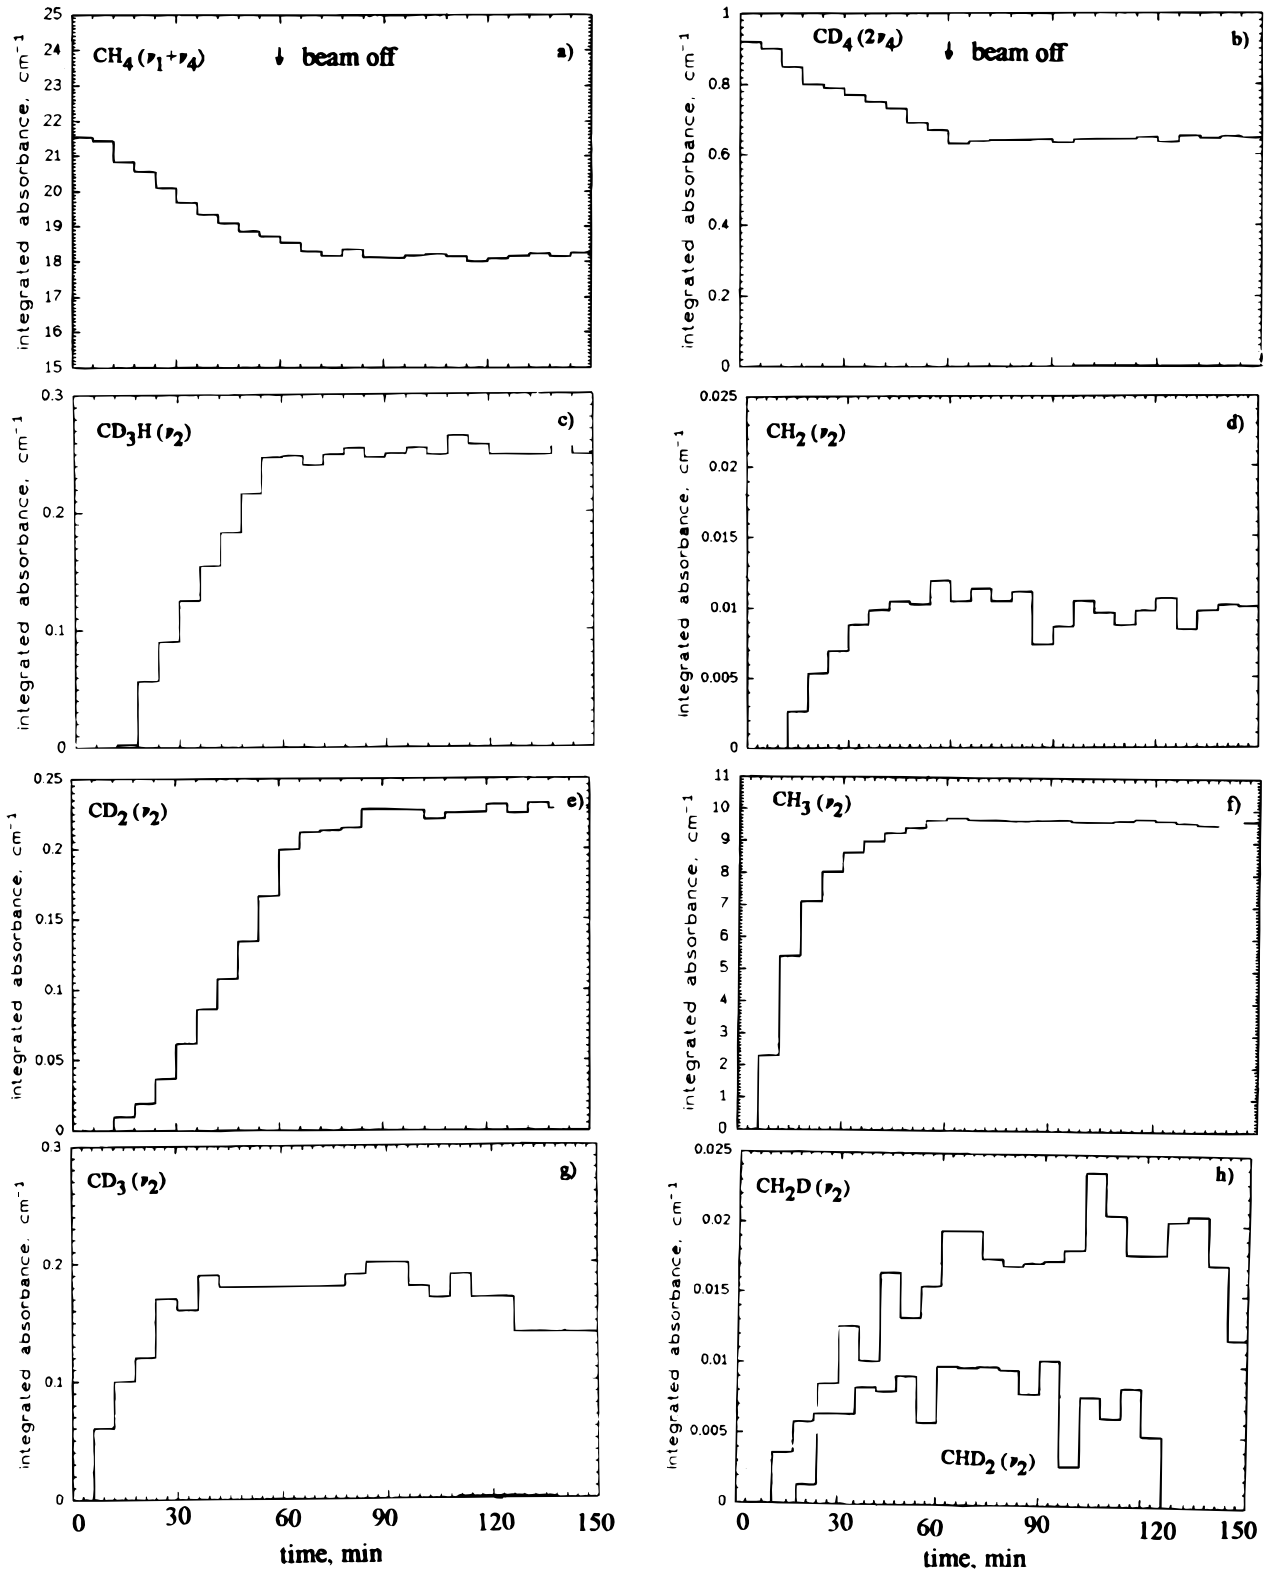 25
24
23
22
21
20
19
18
17
16
15
integrated absorbance, cm⁻¹
CH₄(ν₁+ν₄)
↓ beam off
a)
1
0.8
0.6
0.4
0.2
0
integrated absorbance, cm⁻¹
CD₄(2ν₄)
↓ beam off
b)
0.3
0.2
0.1
0
integrated absorbance, cm⁻¹
CD₃H(ν₂)
c)
0.025
0.02
0.015
0.01
0.005
0
integrated absorbance, cm⁻¹
CH₂(ν₂)
d)
0.25
0.2
0.15
0.1
0.05
0
integrated absorbance, cm⁻¹
CD₂(ν₂)
e)
11
10
9
8
7
6
5
4
3
2
1
0
integrated absorbance, cm⁻¹
CH₃(ν₂)
f)
0.3
0.2
0.1
0
integrated absorbance, cm⁻¹
CD₃(ν₂)
g)
0 30 60 90 120 150
time, min
0.025
0.02
0.015
0.01
0.005
0
integrated absorbance, cm⁻¹
CH₂D(ν₂)
h)
CHD₂(ν₂)
0 30 60 90 120 150
time, min